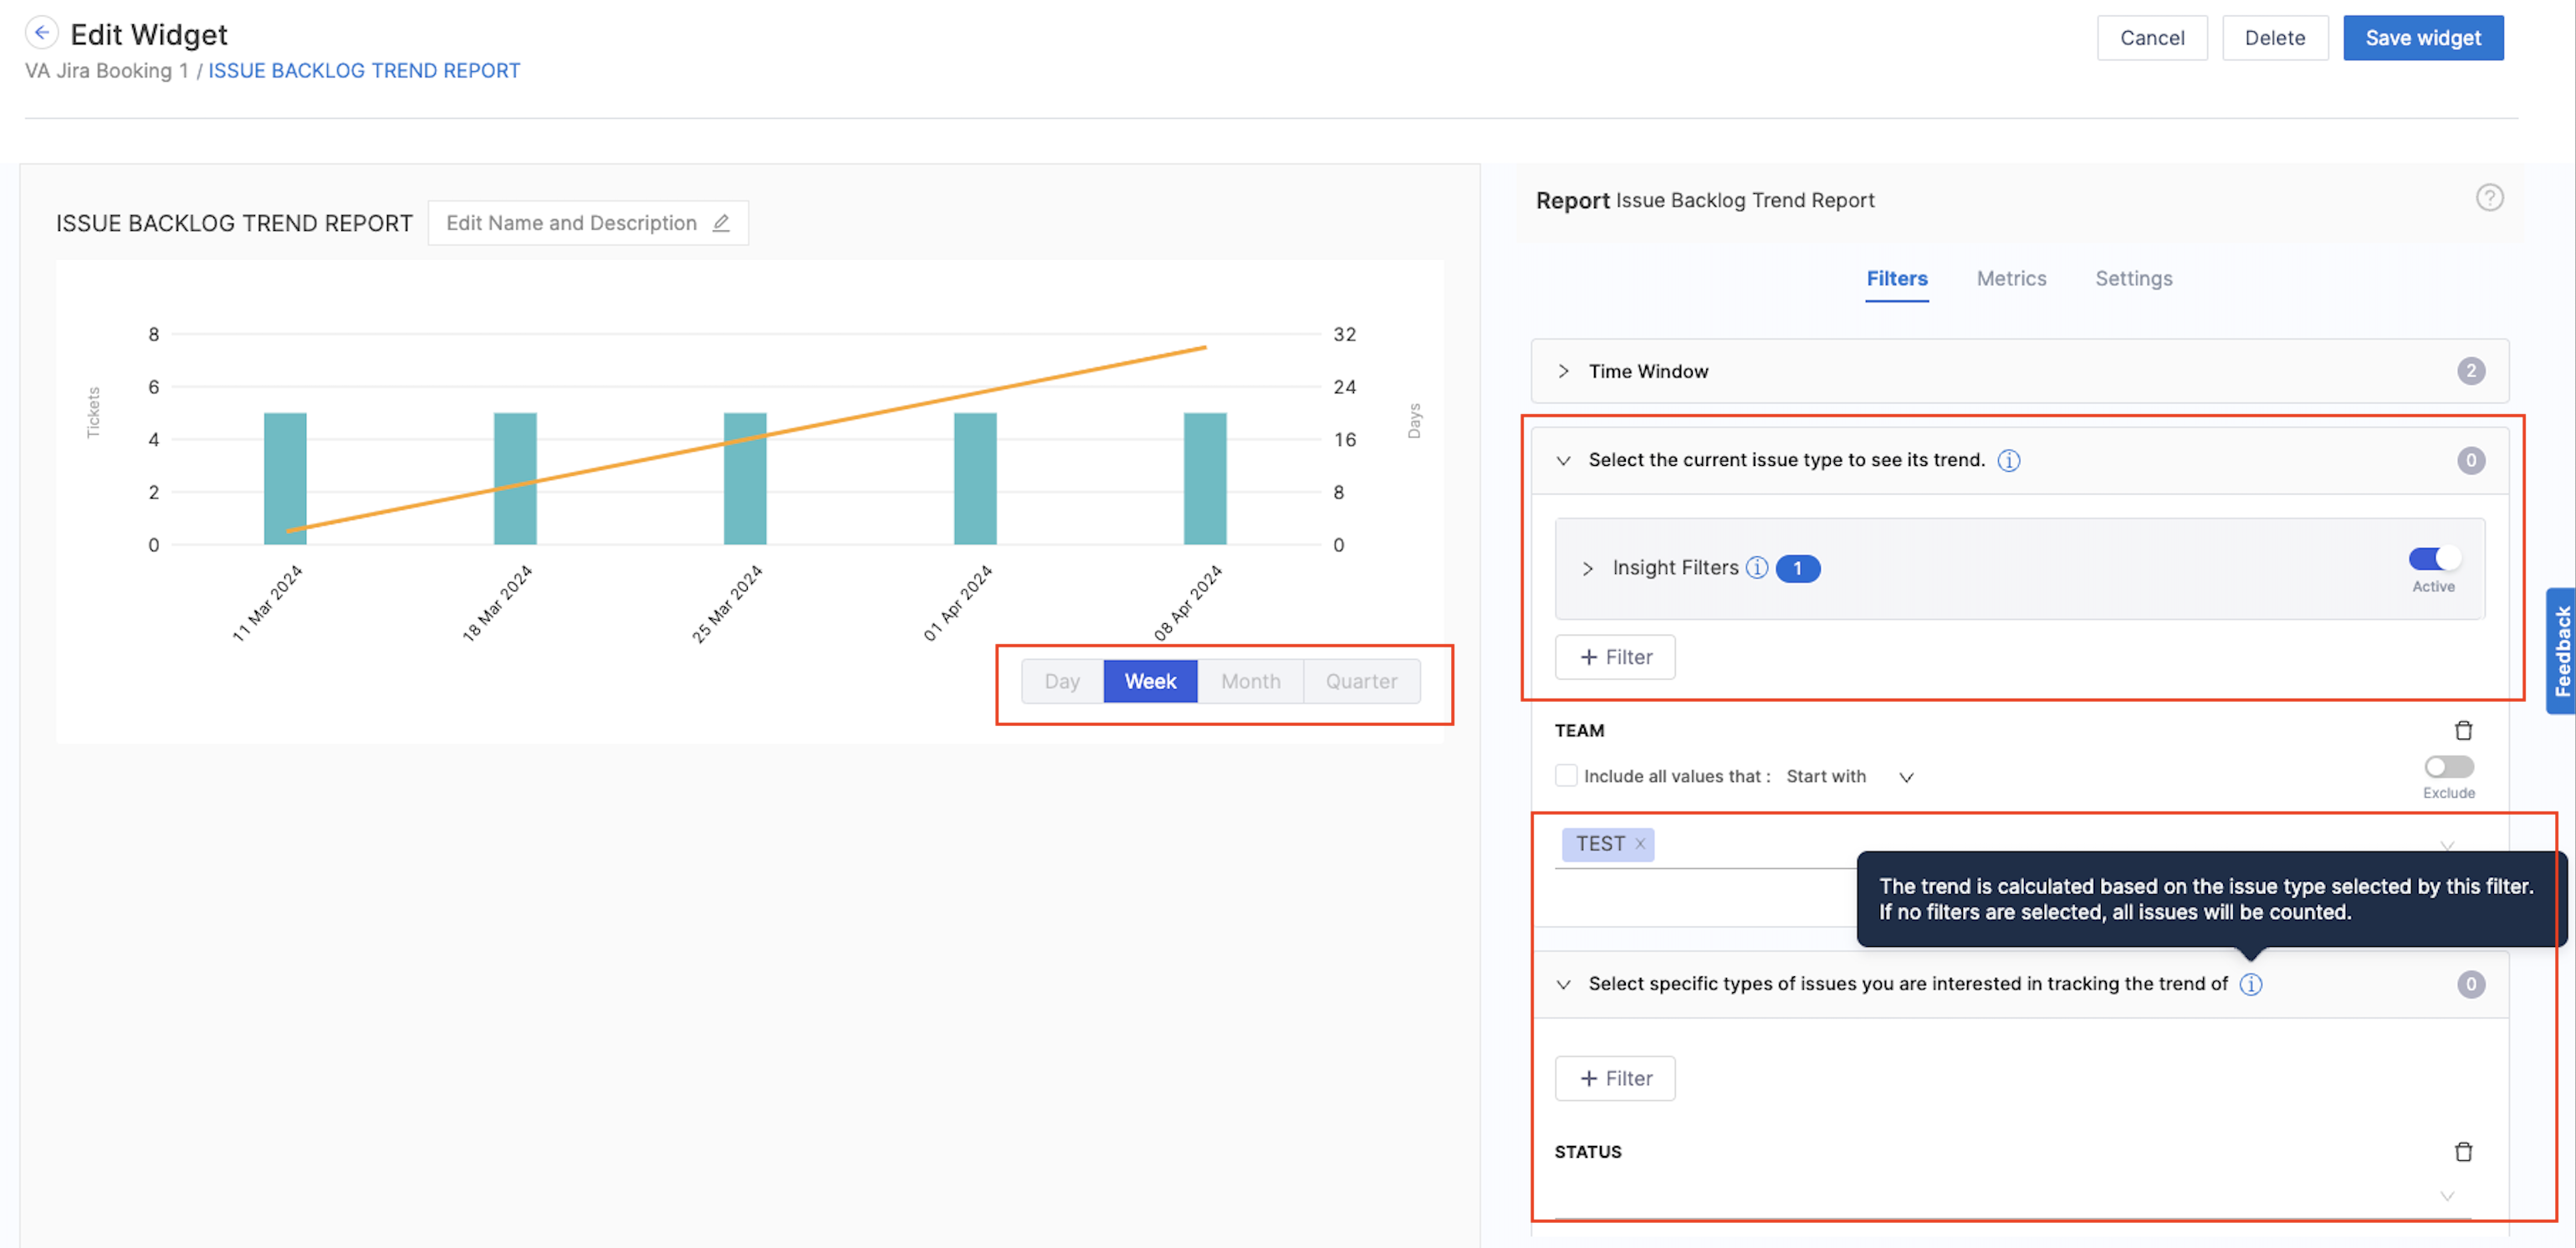 Edit Widget
VA Jira Booking 1 / ISSUE BACKLOG TREND REPORT
Cancel
Delete
Save widget
ISSUE BACKLOG TREND REPORT
Edit Name and Description
8
6
4
2
0
Tickets
32
24
16
8
0
Days
11 Mar 2024
18 Mar 2024
25 Mar 2024
01 Apr 2024
08 Apr 2024
Day
Week
Month
Quarter
Report Issue Backlog Trend Report
?
Filters
Metrics
Settings
Time Window
2
Select the current issue type to see its trend. i
0
Insight Filters i 1
Active
+ Filter
TEAM
Include all values that : Start with
Exclude
TEST x
The trend is calculated based on the issue type selected by this filter.
If no filters are selected, all issues will be counted.
Select specific types of issues you are interested in tracking the trend of i
0
+ Filter
STATUS
Feedback